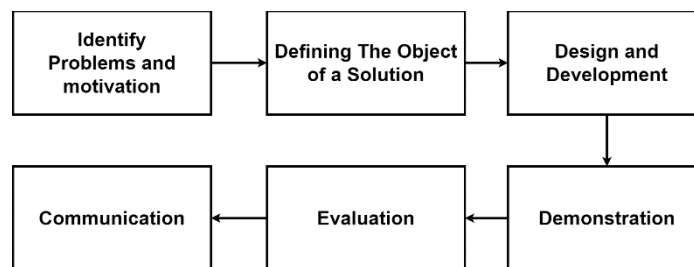 Identify
Problems and
motivation
Defining The Object
of a Solution
Design and
Development
Demonstration
Evaluation
Communication